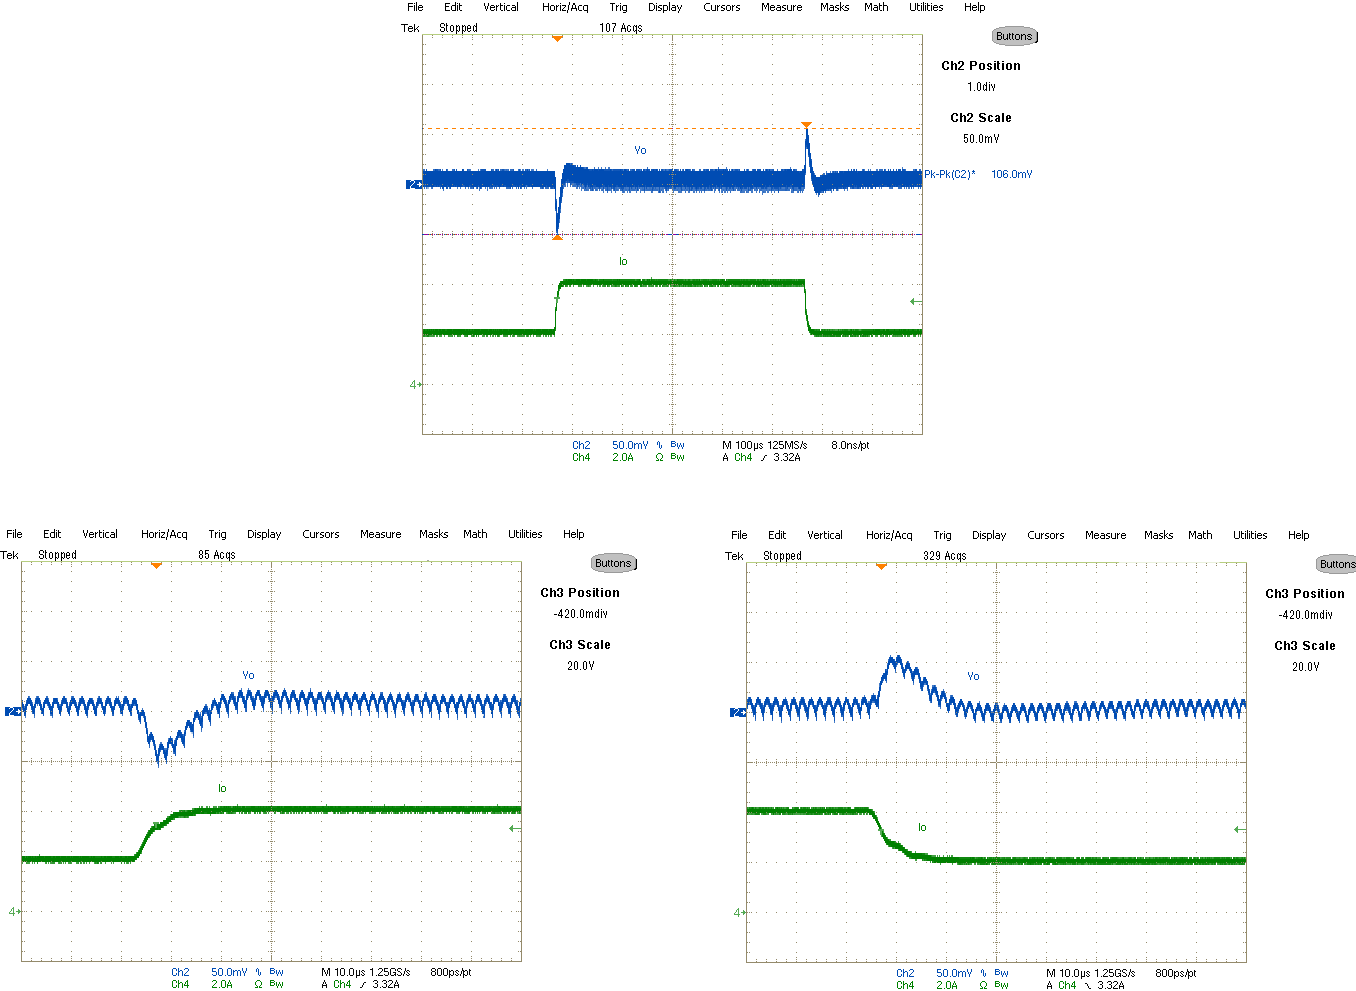 File Edit Vertical Horiz/Acq Trig Display Cursors Measure Masks Math Utilities Help
Tek Stopped 107 Acqs
Buttons
Ch2 Position
1.0div
Ch2 Scale
50.0mV
Vo
2
Pk-Pk(C2)* 106.0mV
Io
4
Ch2 50.0mV Bw M 100µs 125MS/s 8.0ns/pt
Ch4 2.0A Ω Bw A Ch4 3.32A
File Edit Vertical Horiz/Acq Trig Display Cursors Measure Masks Math Utilities Help
Tek Stopped 85 Acqs
Buttons
Ch3 Position
-420.0mdiv
Ch3 Scale
20.0V
Vo
2
Io
4
Ch2 50.0mV Bw M 10.0µs 1.25GS/s 800ps/pt
Ch4 2.0A Ω Bw A Ch4 3.32A
File Edit Vertical Horiz/Acq Trig Display Cursors Measure Masks Math Utilities Help
Tek Stopped 329 Acqs
Buttons
Ch3 Position
-420.0mdiv
Ch3 Scale
20.0V
Vo
2
Io
4
Ch2 50.0mV Bw M 10.0µs 1.25GS/s 800ps/pt
Ch4 2.0A Ω Bw A Ch4 3.32A